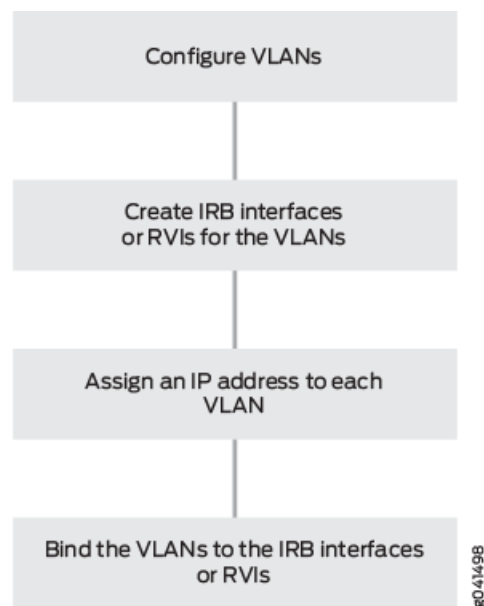 Configure VLANs
Create IRB interfaces
or RVIs for the VLANs
Assign an IP address to each
VLAN
Bind the VLANs to the IRB interfaces
or RVIs
g041498